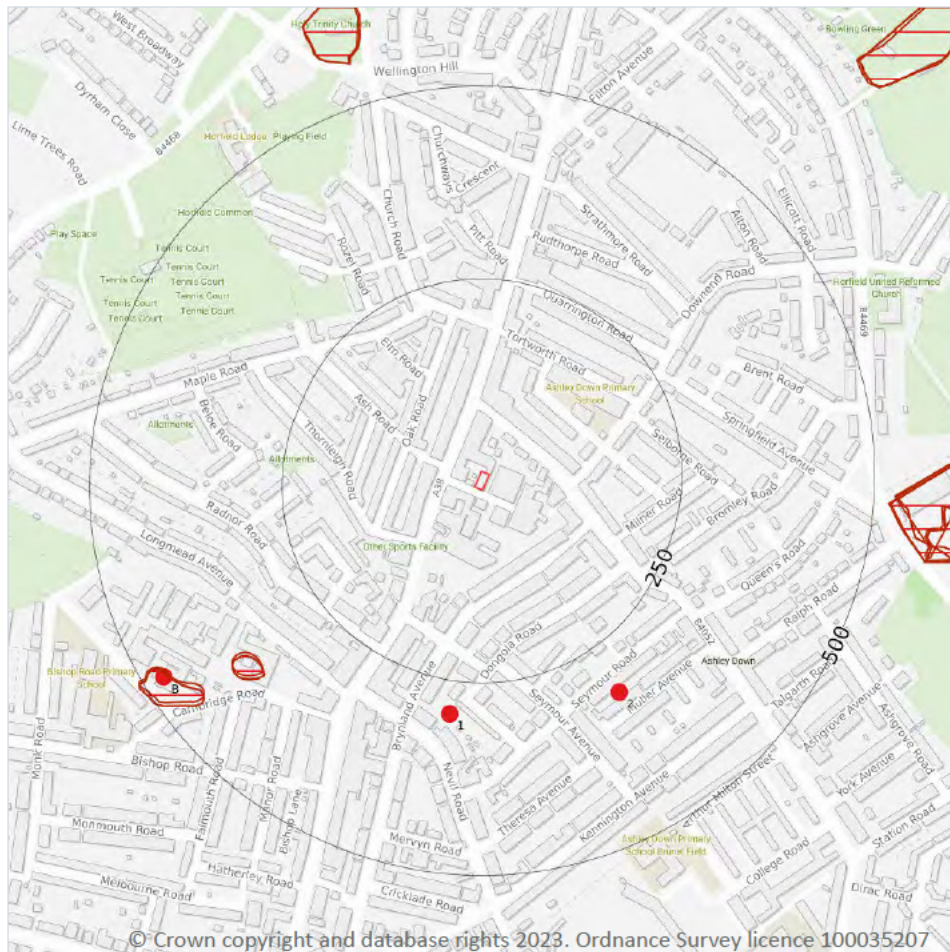 Holy Trinity Church
Bowling Green
West Broadway
Wellington Hill
Filton Avenue
Dyrham Close
Lime Trees Road
B4468
Horfield Lodge
Playing Field
Churchways
Crescent
Ellicott Road
Horfield Common
Church Road
Strathmore Road
Alton Road
Play Space
Pitt Road
Rudthorpe Road
Rozel Road
Tennis Court
Tennis Court
Tennis Court
Tennis Court
Tennis Court
Tennis Court
Tennis Court
Tennis Court
Downend Road
Horfield United Reformed
Church
Quarrington Road
B4469
Tortworth Road
Elm Road
Maple Road
Brent Road
Ashley Down Primary
School
Ash Road
Oak Road
Beloe Road
Allotments
Springfield Avenue
Thornleigh Road
Selborne Road
Allotments
A38
Milner Road
Bromley Road
Radnor Road
Longmead Avenue
Other Sports Facility
Queen's Road
250
Ralph Road
B4052
Dongola Road
500
Ashley Down
Seymour Road
Muller Avenue
Bishop Road Primary
School
B
Cambridge Road
2
Talgarth Road
Brynland Avenue
1
Seymour Avenue
Ashgrove Avenue
Ashgrove Road
Monk Road
Bishop Road
Nevil Road
Arthur Milton Street
Falmouth Road
Manor Road
Bishop Lane
Theresa Avenue
Kennington Avenue
York Avenue
Monmouth Road
Mervyn Road
Ashley Down Primary
School Brunel Field
Station Road
College Road
Hatherley Road
Melbourne Road
Cricklade Road
Dirac Road
© Crown copyright and database rights 2023. Ordnance Survey licence 100035207